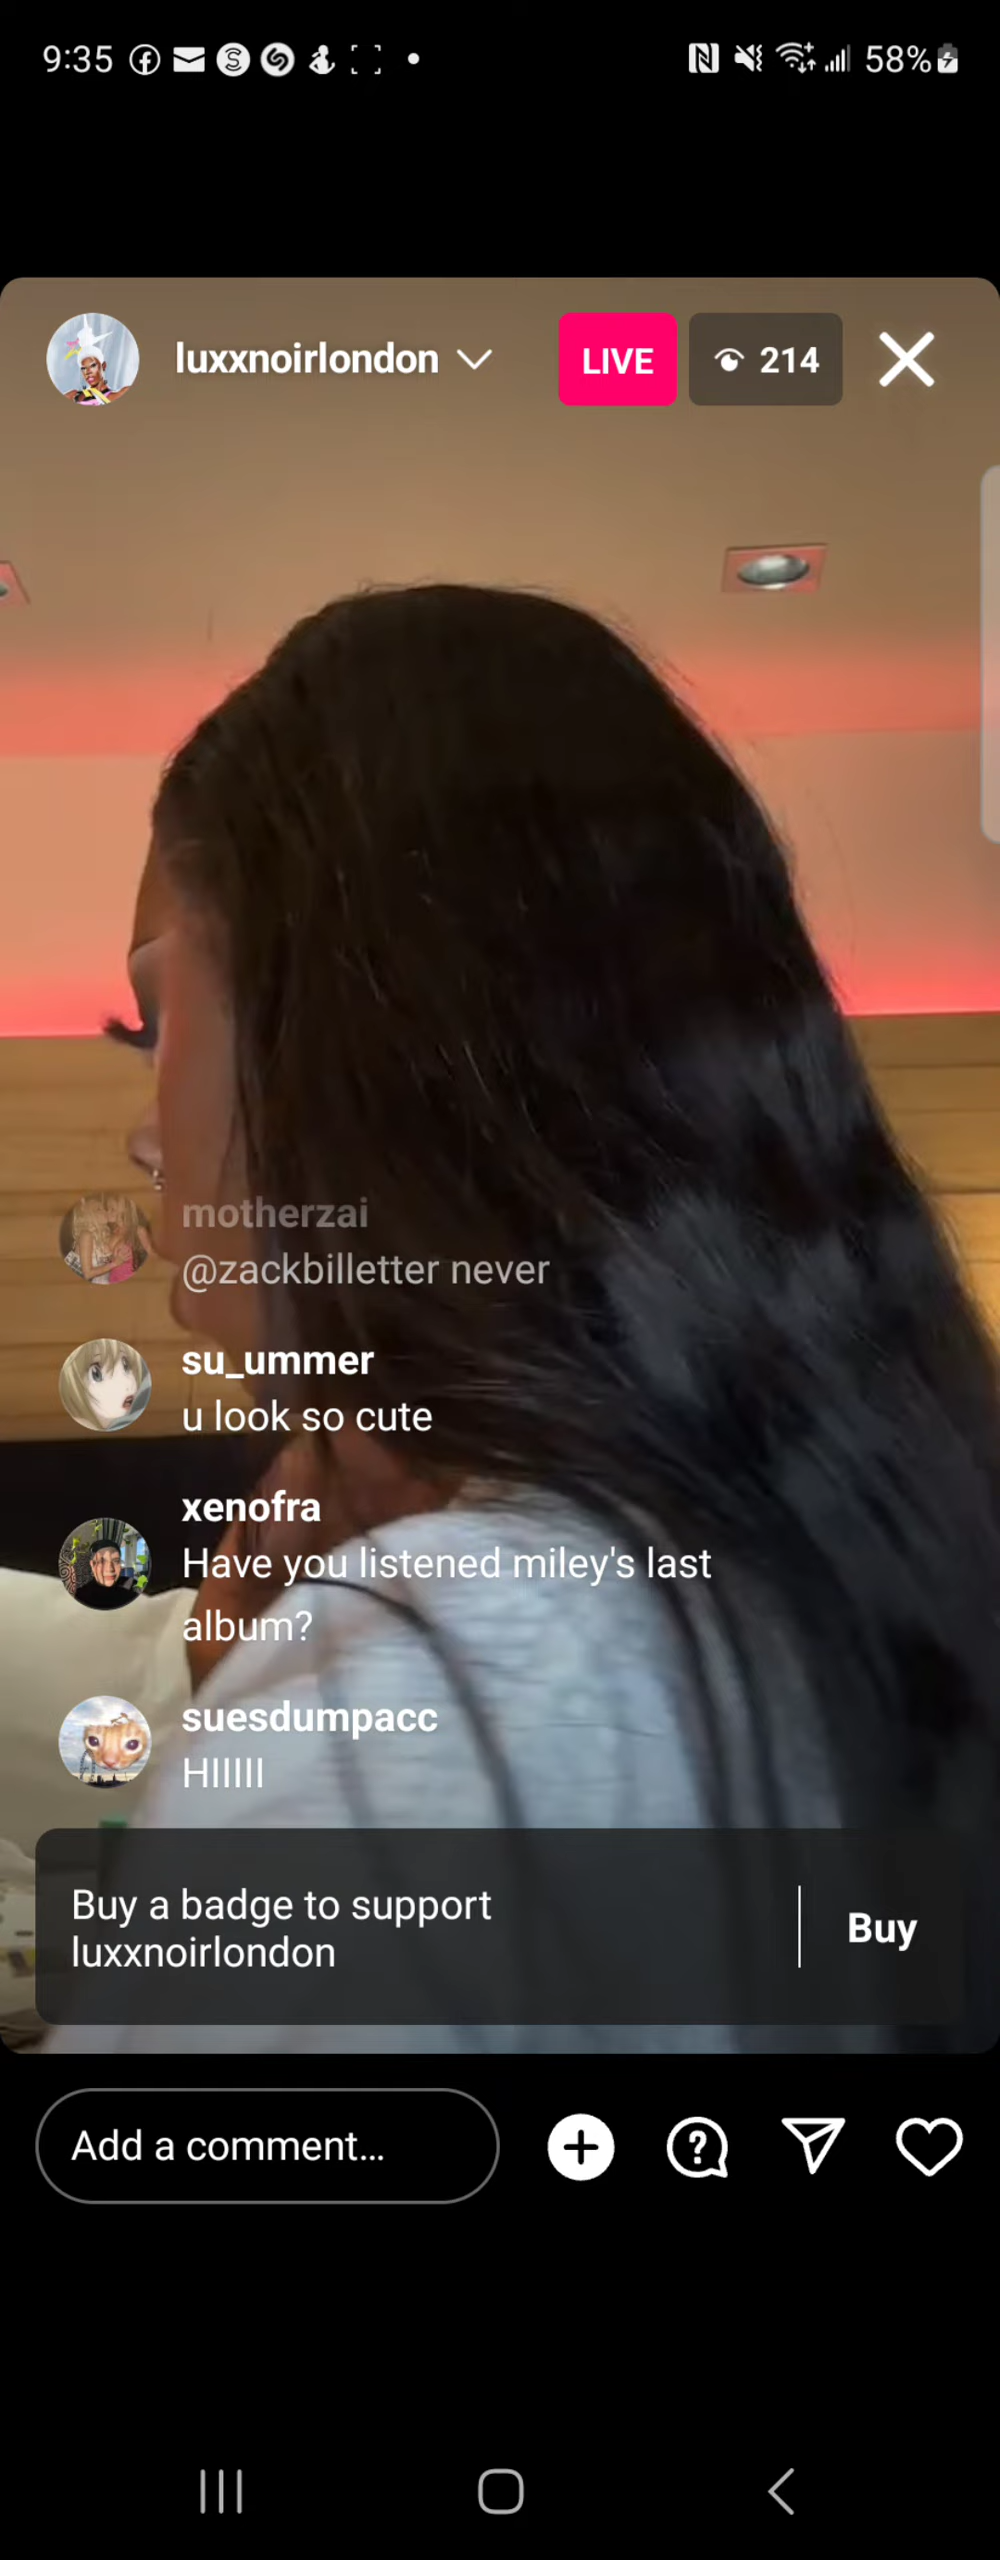 9:35
58%
luxxnoirlondon
LIVE
214
motherzai
@zackbilletter never
su_ummer
u look so cute
xenofra
Have you listened miley's last
album?
suesdumpacc
HIIIII
Buy a badge to support
luxxnoirlondon
Buy
Add a comment...